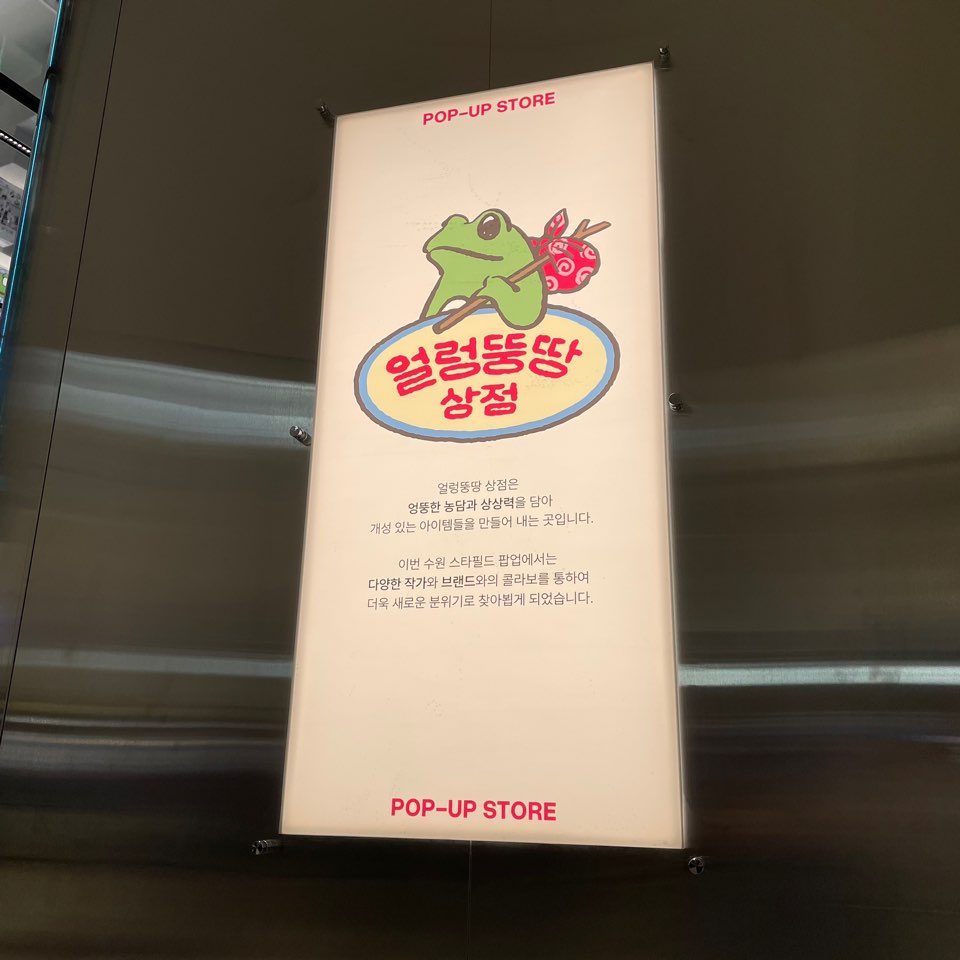 POP-UP STORE
얼렁뚱땅
상점
얼렁뚱땅 상점은
엉뚱한 농담과 상상력을 담아
개성 있는 아이템들을 만들어 내는 곳입니다.
이번 수원 스타필드 팝업에서는
다양한 작가와 브랜드와의 콜라보를 통하여
더욱 새로운 분위기로 찾아뵙게 되었습니다.
POP-UP STORE